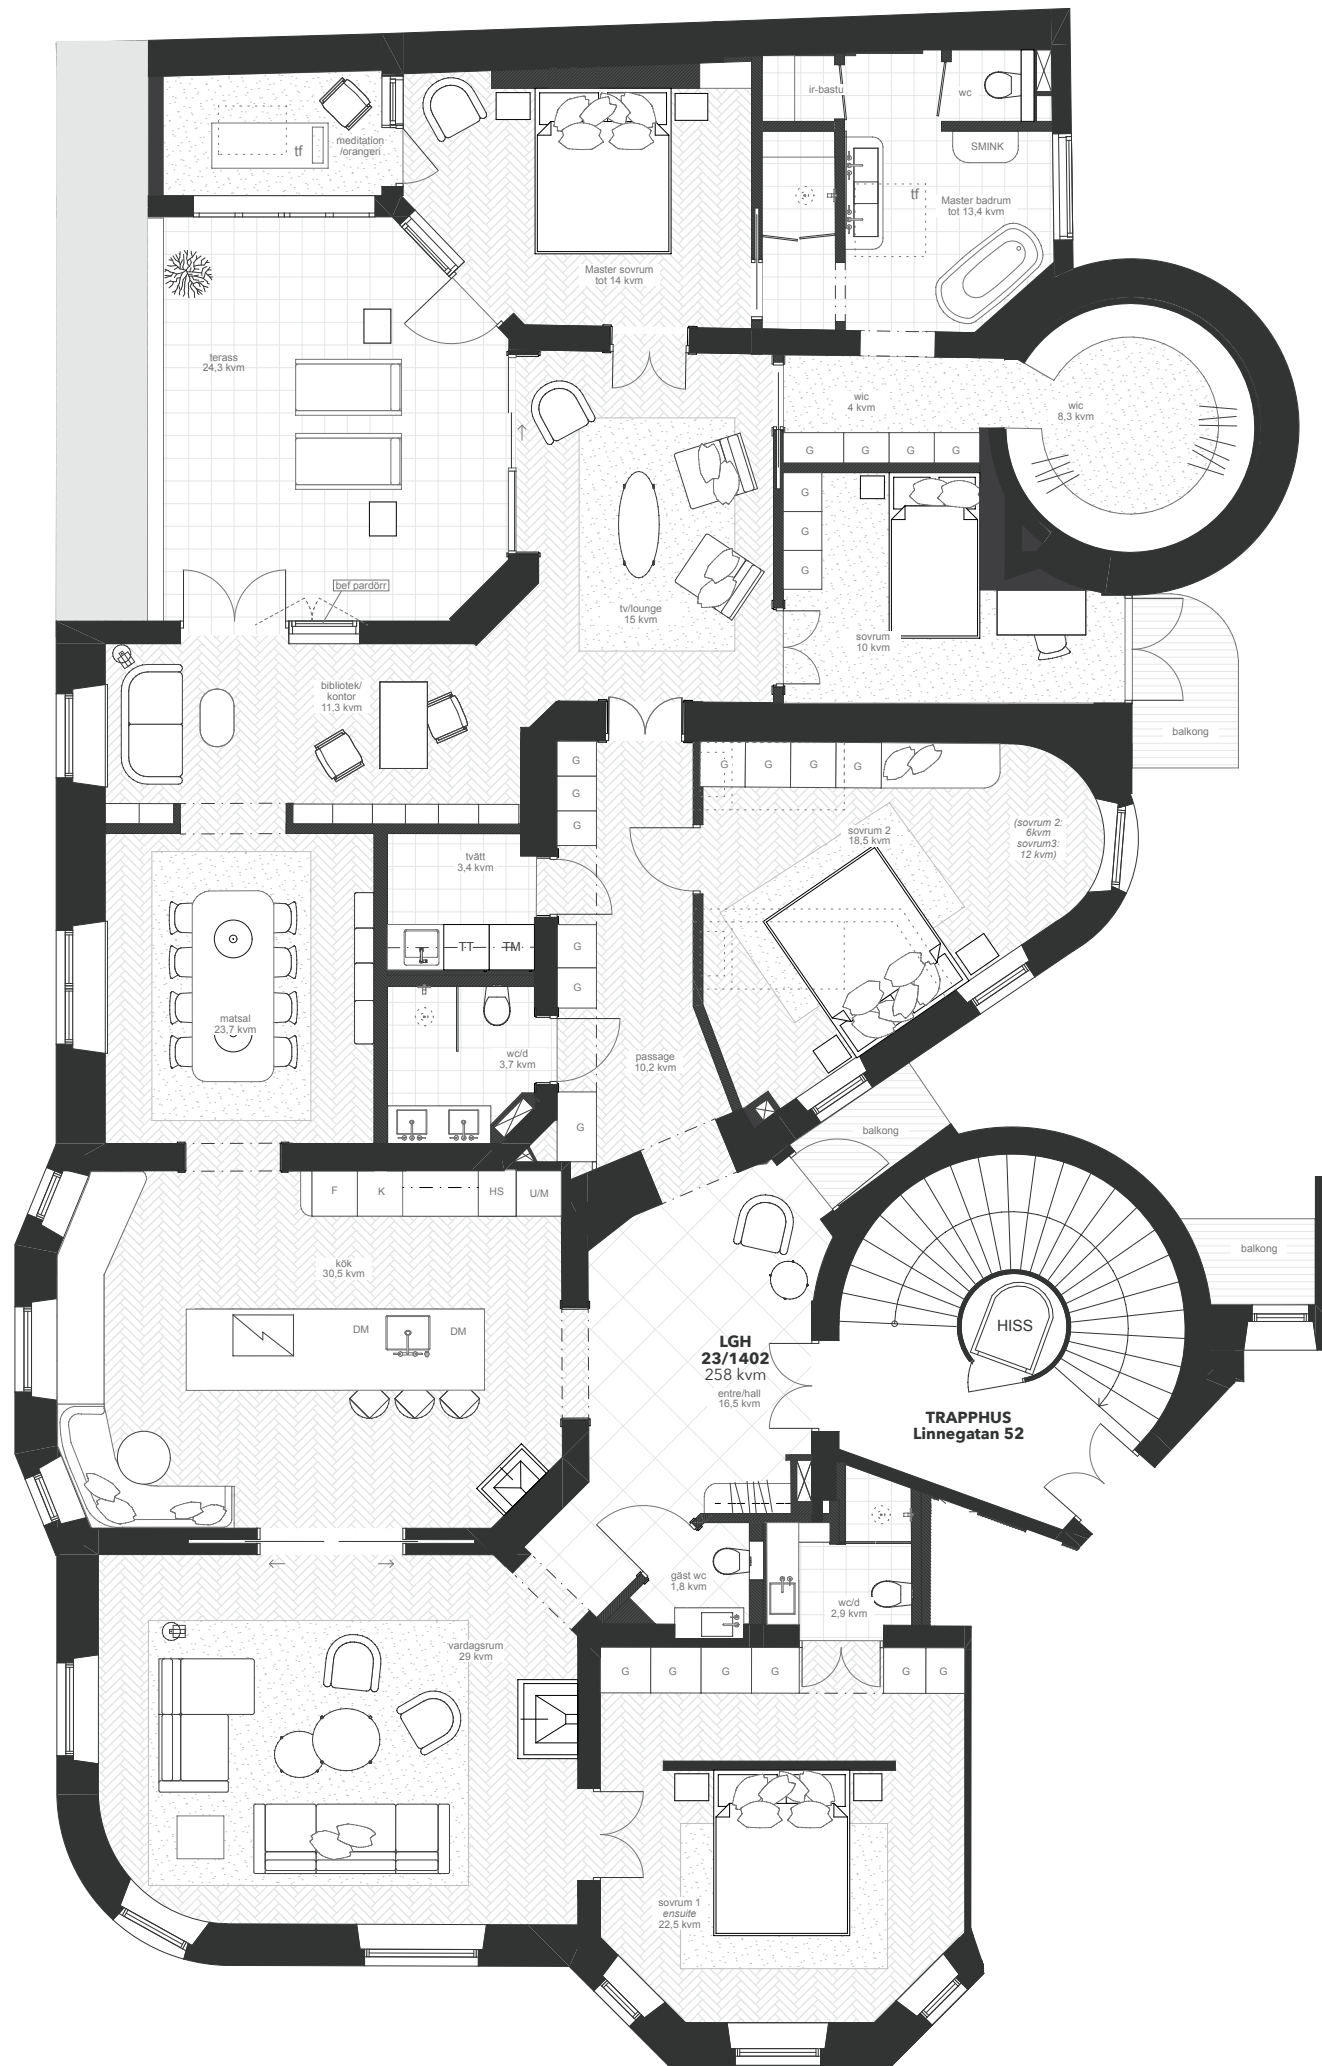 ir-bastu
wc
meditation
/orangeri
tf
SMINK
tf
Master badrum
tot 13,4 kvm
Master sovrum
tot 14 kvm
terass
24,3 kvm
wic
4 kvm
wic
8,3 kvm
G
G
G
G
G
G
G
bef pardörr
tv/lounge
15 kvm
sovrum
10 kvm
bibliotek/
kontor
11,3 kvm
balkong
G
G
G
G
G
G
G
sovrum 2
18,5 kvm
(sovrum 2:
6kvm
sovrum3:
12 kvm)
tvätt
3,4 kvm
TT
TM
G
G
matsal
23,7 kvm
wc/d
3,7 kvm
passage
10,2 kvm
G
balkong
F
K
HS
U/M
kök
30,5 kvm
balkong
DM
DM
HISS
LGH
23/1402
258 kvm
entre/hall
16,5 kvm
TRAPPHUS
Linnegatan 52
gäst wc
1,8 kvm
wc/d
2,9 kvm
vardagsrum
29 kvm
G
G
G
G
G
G
sovrum 1
ensuite
22,5 kvm